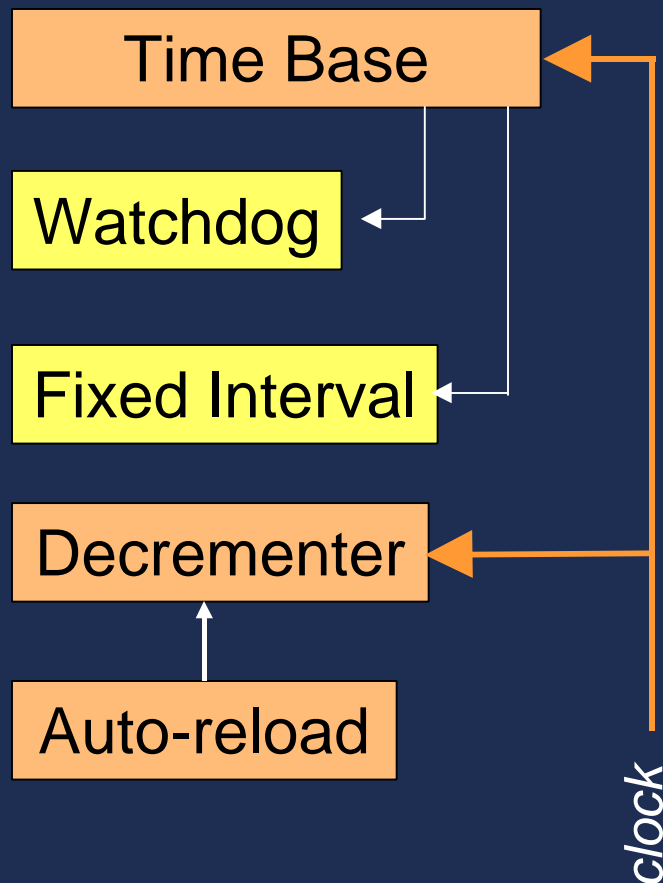 Time Base
Watchdog
Fixed Interval
Decrementer
Auto-reload
clock